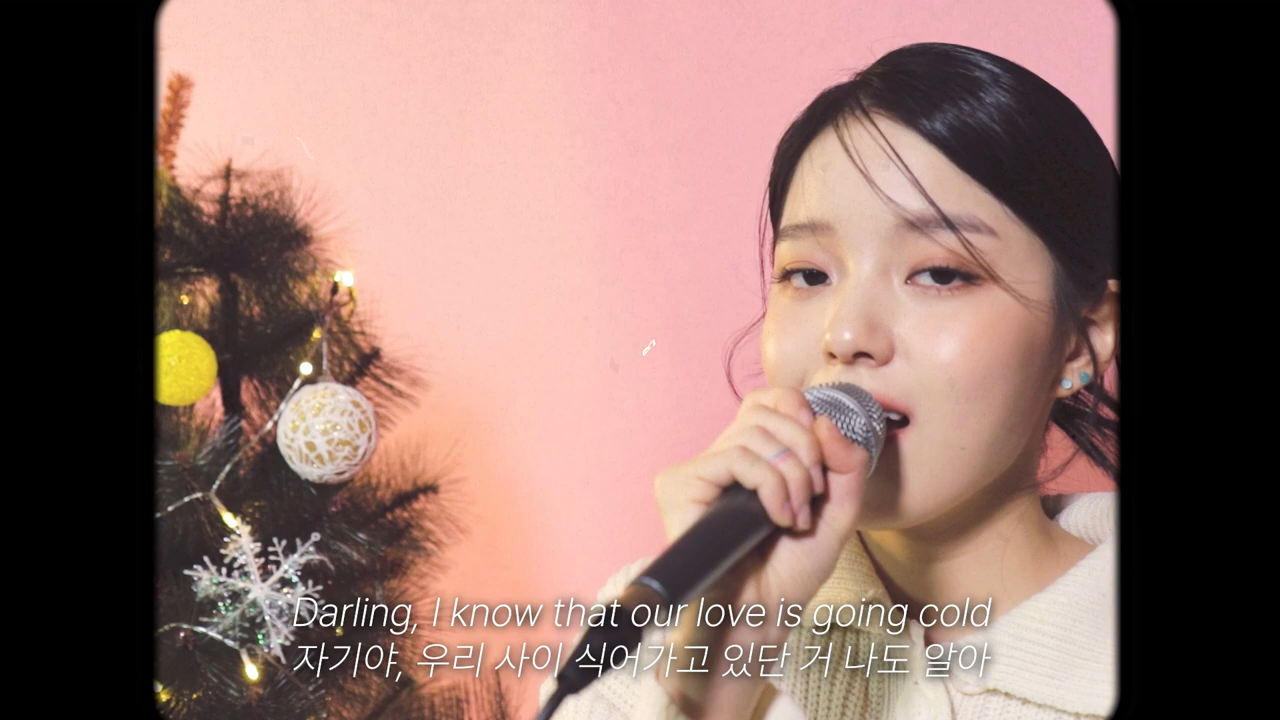 Darling, I know that our love is going cold
자기야, 우리 사이 식어가고 있단 거 나도 알아